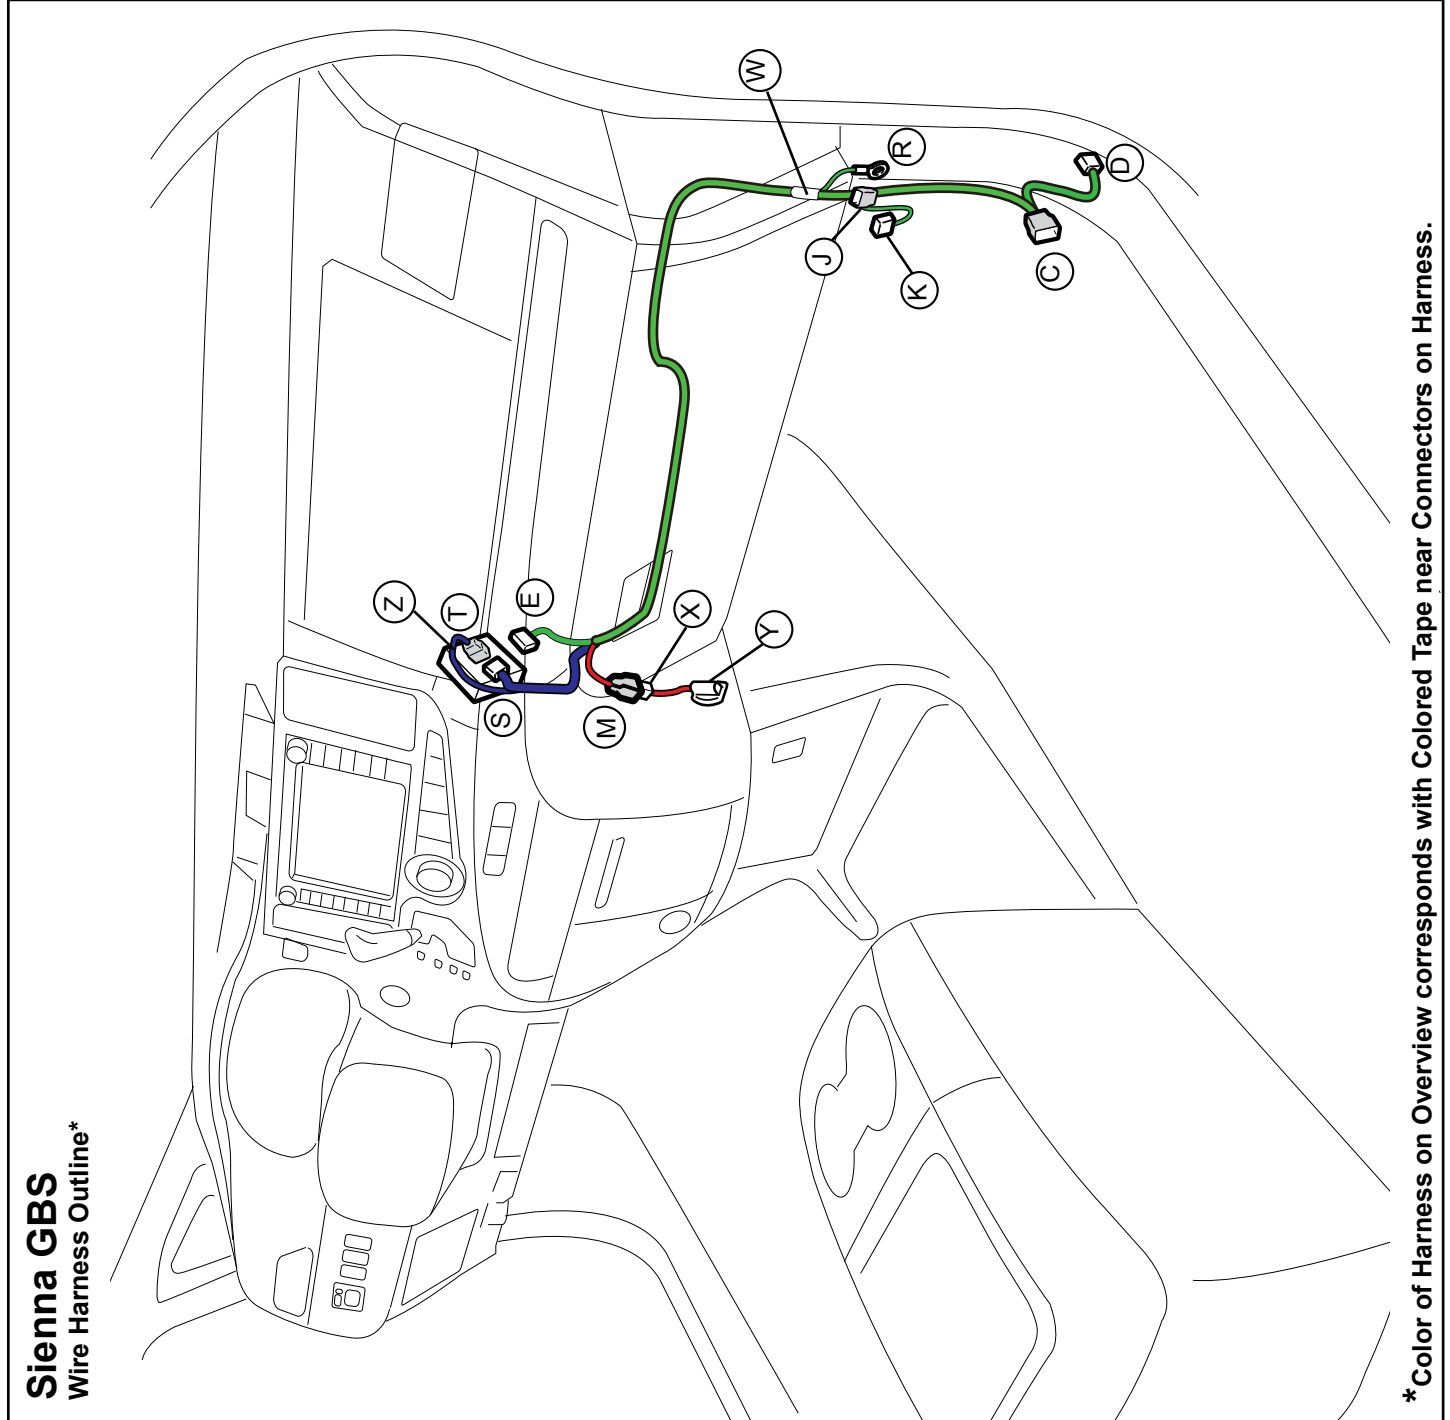 Sienna GBS
Wire Harness Outline*
Z
T
E
S
M
X
Y
W
R
J
K
C
D
*Color of Harness on Overview corresponds with Colored Tape near Connectors on Harness.